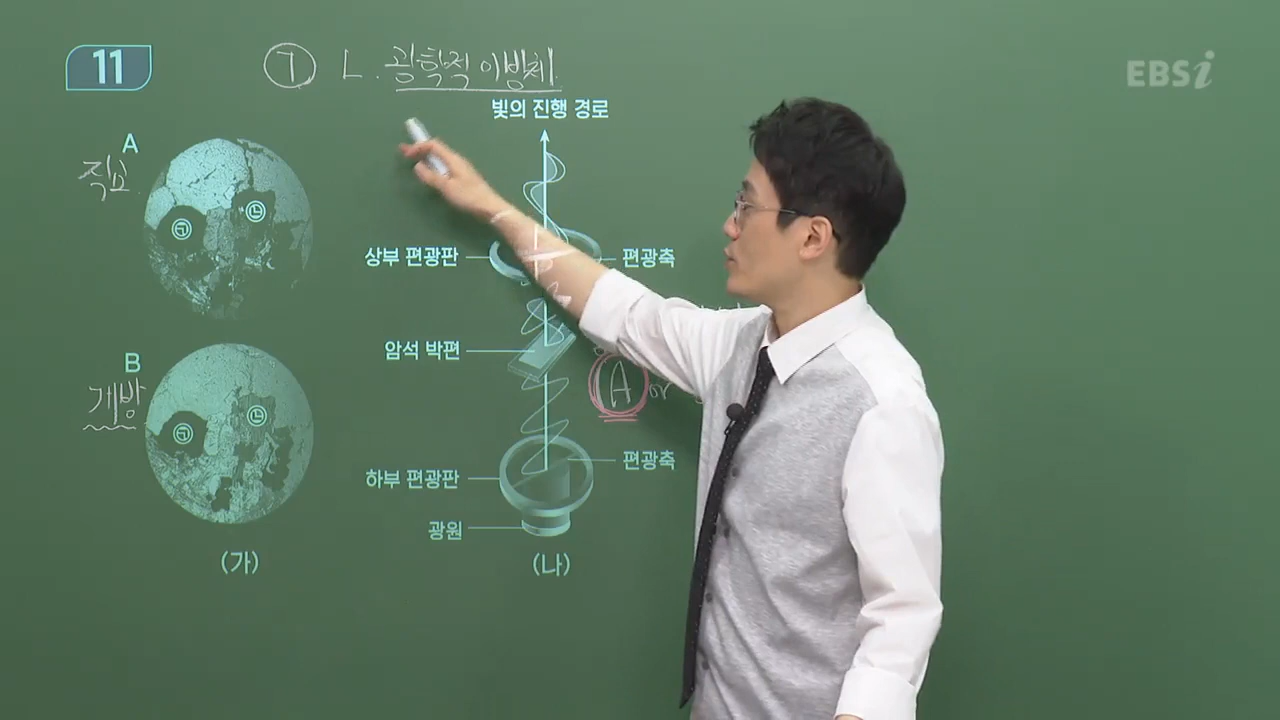 11
㉠ ㄴ. 광학적 이방체
EBSi
빛의 진행 경로
A
직교
㉠ ㉡
상부 편광판
편광축
암석 박편
B
개방
㉠ ㉡
A or
편광축
하부 편광판
광원
(가)
(나)